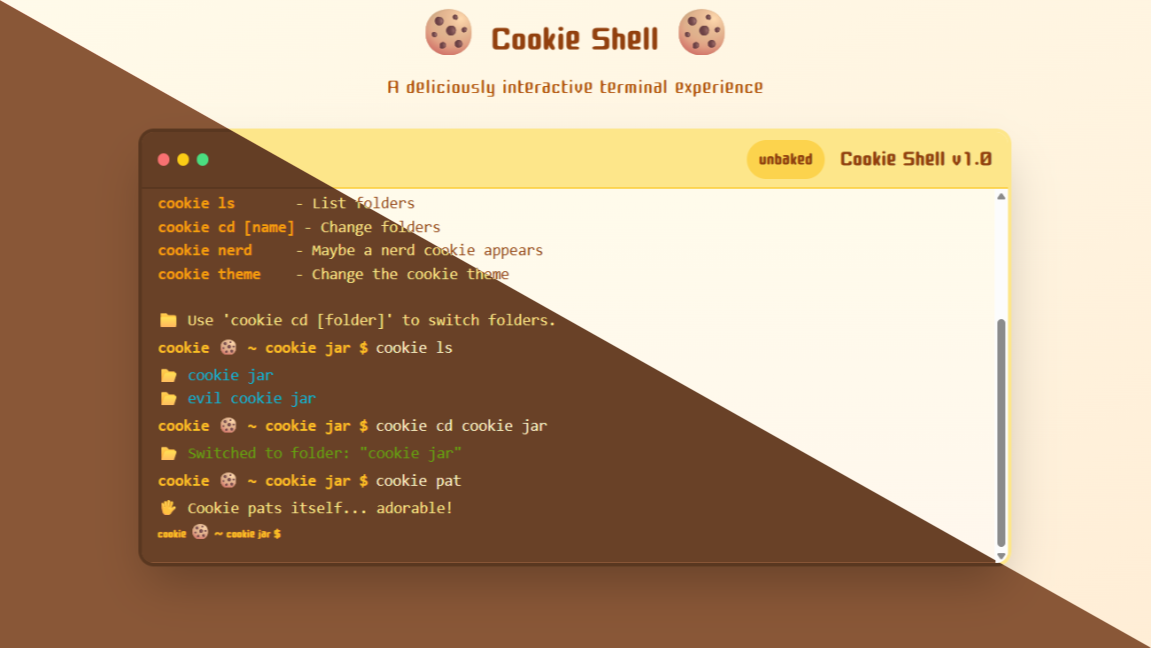 Cookie Shell
A deliciously interactive terminal experience
unbaked Cookie Shell v1.0
cookie ls - List folders
cookie cd [name] - Change folders
cookie nerd - Maybe a nerd cookie appears
cookie theme - Change the cookie theme
Use 'cookie cd [folder]' to switch folders.
cookie ~ cookie jar $ cookie ls
cookie jar
evil cookie jar
cookie ~ cookie jar $ cookie cd cookie jar
Switched to folder: "cookie jar"
cookie ~ cookie jar $ cookie pat
Cookie pats itself... adorable!
cookie ~ cookie jar $